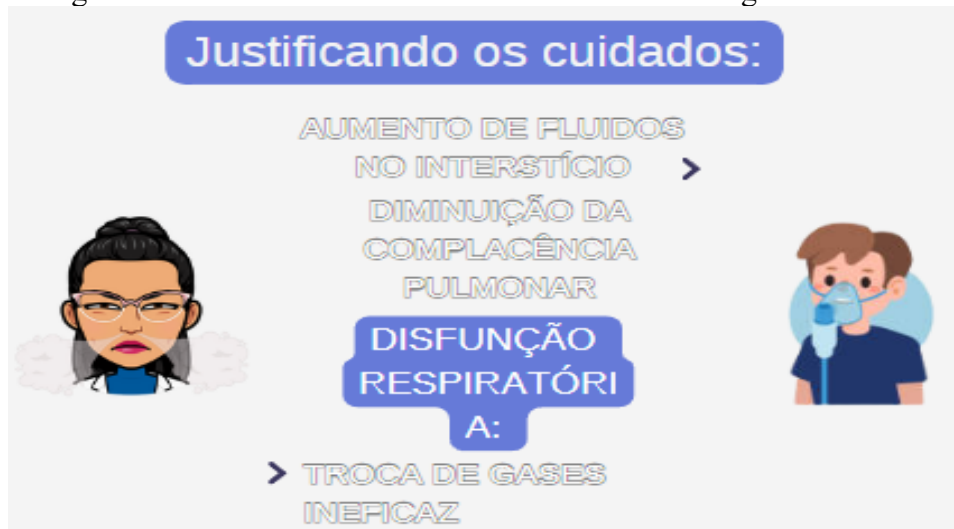 Justificando os cuidados:
AUMENTO DE FLUIDOS
NO INTERSTÍCIO >
DIMINUIÇÃO DA
COMPLACÊNCIA
PULMONAR
DISFUNÇÃO
RESPIRATÓRI
A:
> TROCA DE GASES
INEFICAZ